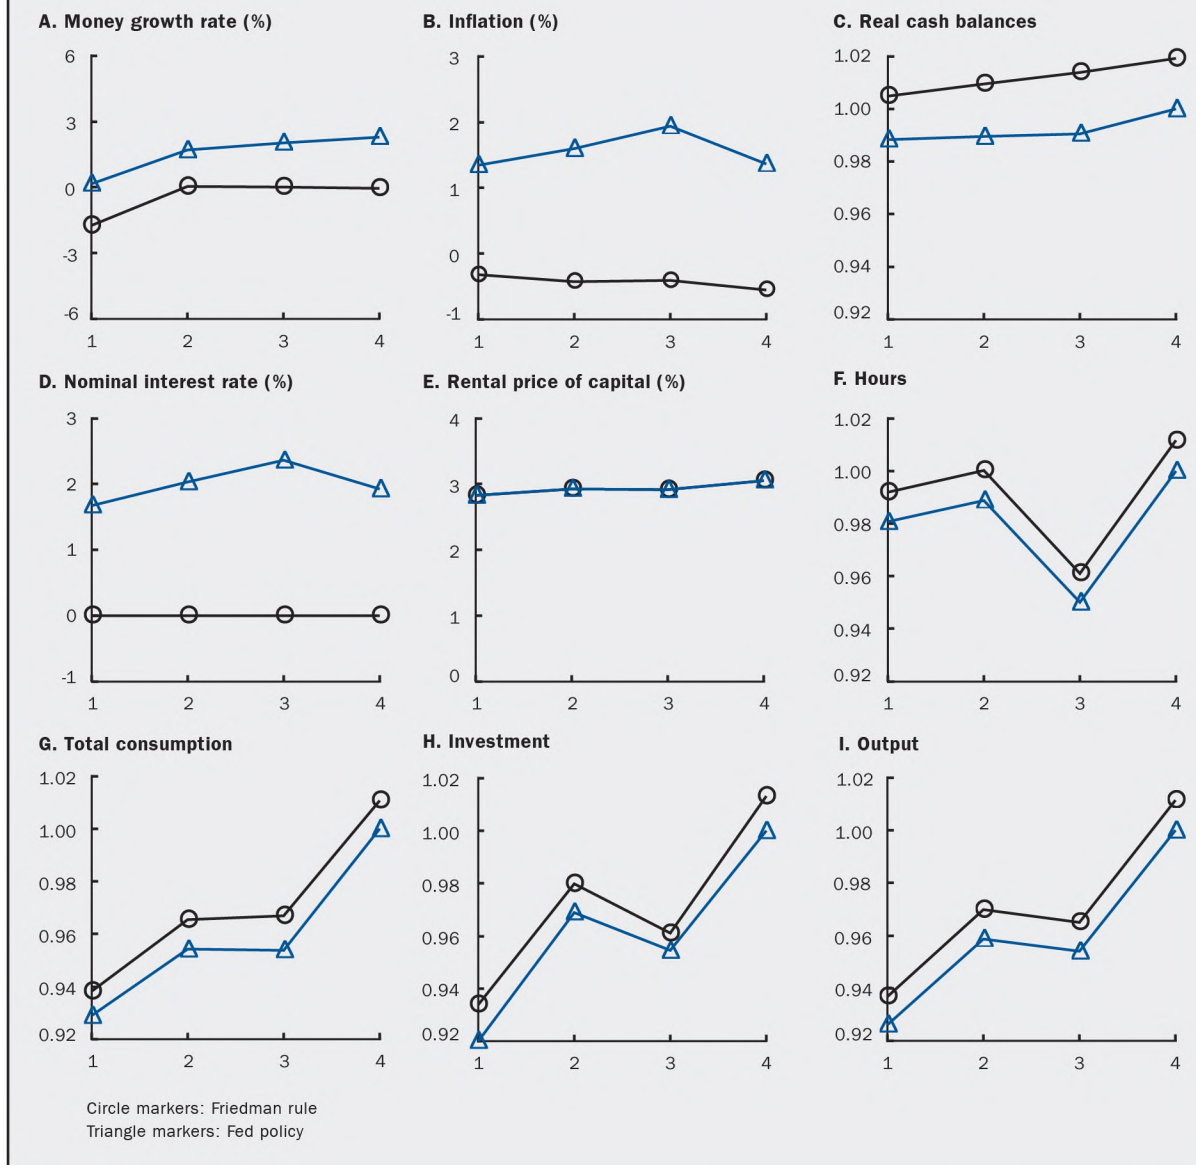 A. Money growth rate (%)
6
3
0
-3
-6
1 2 3 4
B. Inflation (%)
3
2
1
0
-1
1 2 3 4
C. Real cash balances
1.02
1.00
0.98
0.96
0.94
0.92
1 2 3 4
D. Nominal interest rate (%)
3
2
1
0
-1
1 2 3 4
E. Rental price of capital (%)
4
3
2
1
0
1 2 3 4
F. Hours
1.02
1.00
0.98
0.96
0.94
0.92
1 2 3 4
G. Total consumption
1.02
1.00
0.98
0.96
0.94
0.92
1 2 3 4
H. Investment
1.02
1.00
0.98
0.96
0.94
0.92
1 2 3 4
I. Output
1.02
1.00
0.98
0.96
0.94
0.92
1 2 3 4
Circle markers: Friedman rule
Triangle markers: Fed policy